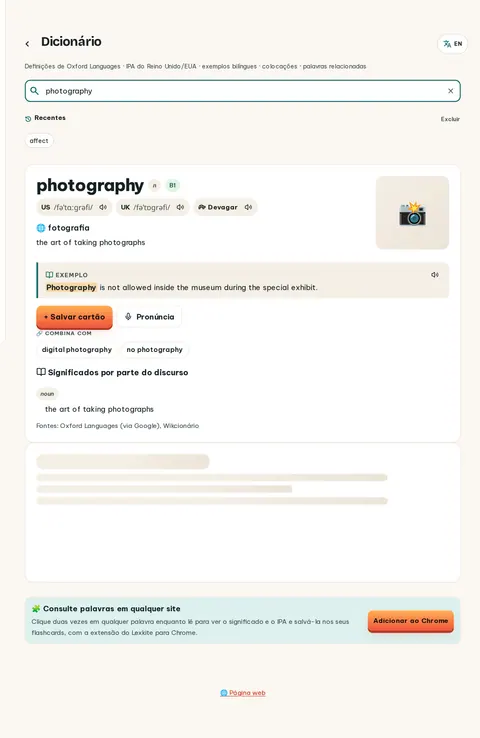 Dicionário
EN
Definições de Oxford Languages · IPA do Reino Unido/EUA · exemplos bilíngues · colocações · palavras relacionadas
photography
Recentes
Excluir
affect
photography n B1
US /fəˈtɑːɡrəfi/ UK /fəˈtɒɡrəfi/ Devagar
fotografia
the art of taking photographs
EXEMPLO
Photography is not allowed inside the museum during the special exhibit.
+ Salvar cartão Pronúncia
COMBINA COM
digital photography no photography
Significados por parte do discurso
noun
the art of taking photographs
Fontes: Oxford Languages (via Google), Wikcionário
Consulte palavras em qualquer site
Clique duas vezes em qualquer palavra enquanto lê para ver o significado e o IPA e salvá-la nos seus
flashcards, com a extensão do Lexkite para Chrome.
Adicionar ao Chrome
Página web